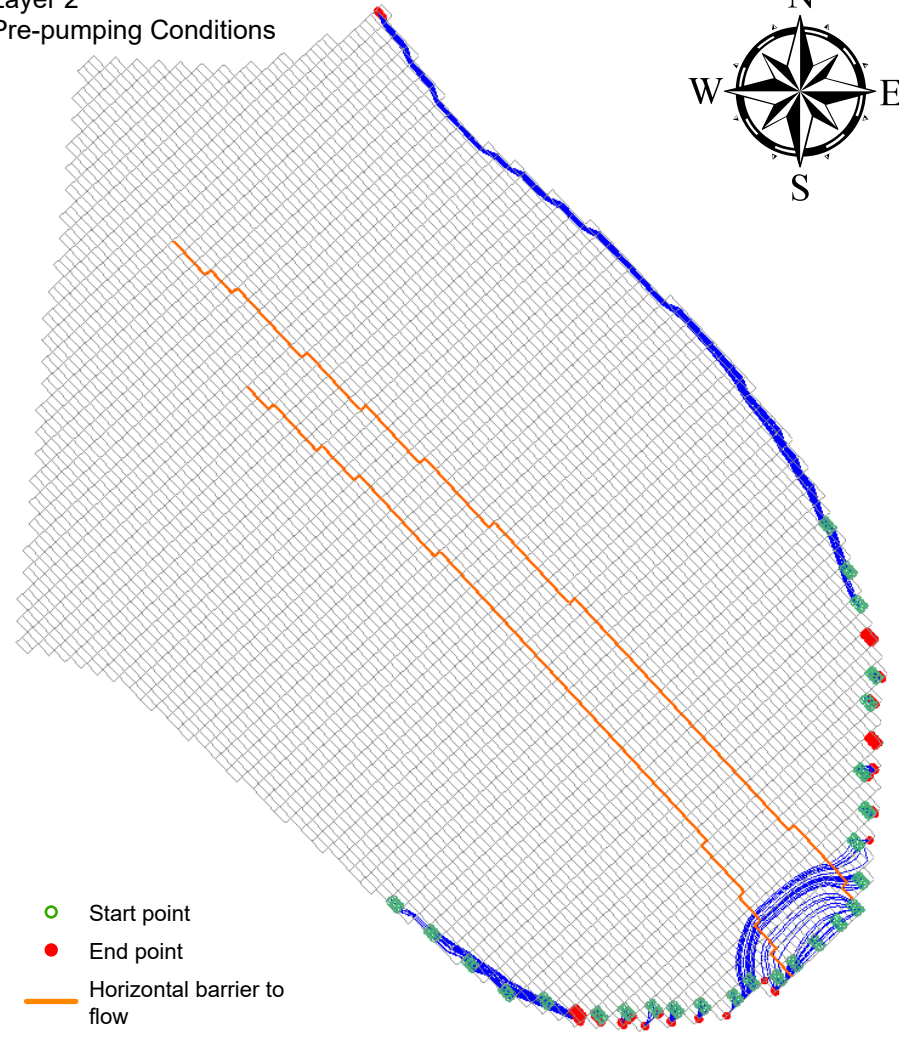 Layer 2
Pre-pumping Conditions
N
W
E
S
Start point
End point
Horizontal barrier to
flow